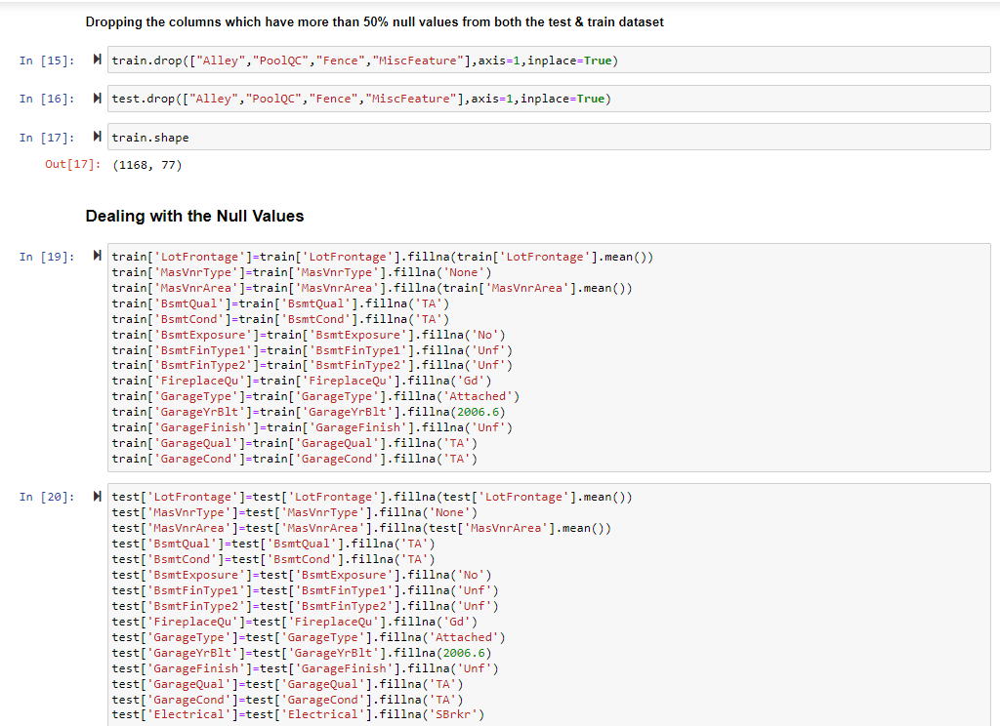 Dropping the columns which have more than 50% null values from both the test & train dataset
In [15]: train.drop(["Alley","PoolQC","Fence","MiscFeature"],axis=1,inplace=True)
In [16]: test.drop(["Alley","PoolQC","Fence","MiscFeature"],axis=1,inplace=True)
In [17]: train.shape
Out[17]: (1168, 77)
Dealing with the Null Values
In [19]: train['LotFrontage']=train['LotFrontage'].fillna(train['LotFrontage'].mean())
train['MasVnrType']=train['MasVnrType'].fillna('None')
train['MasVnrArea']=train['MasVnrArea'].fillna(train['MasVnrArea'].mean())
train['BsmtQual']=train['BsmtQual'].fillna('TA')
train['BsmtCond']=train['BsmtCond'].fillna('TA')
train['BsmtExposure']=train['BsmtExposure'].fillna('No')
train['BsmtFinType1']=train['BsmtFinType1'].fillna('Unf')
train['BsmtFinType2']=train['BsmtFinType2'].fillna('Unf')
train['FireplaceQu']=train['FireplaceQu'].fillna('Gd')
train['GarageType']=train['GarageType'].fillna('Attached')
train['GarageYrBlt']=train['GarageYrBlt'].fillna(2006.6)
train['GarageFinish']=train['GarageFinish'].fillna('Unf')
train['GarageQual']=train['GarageQual'].fillna('TA')
train['GarageCond']=train['GarageCond'].fillna('TA')
In [20]: test['LotFrontage']=test['LotFrontage'].fillna(test['LotFrontage'].mean())
test['MasVnrType']=test['MasVnrType'].fillna('None')
test['MasVnrArea']=test['MasVnrArea'].fillna(test['MasVnrArea'].mean())
test['BsmtQual']=test['BsmtQual'].fillna('TA')
test['BsmtCond']=test['BsmtCond'].fillna('TA')
test['BsmtExposure']=test['BsmtExposure'].fillna('No')
test['BsmtFinType1']=test['BsmtFinType1'].fillna('Unf')
test['BsmtFinType2']=test['BsmtFinType2'].fillna('Unf')
test['FireplaceQu']=test['FireplaceQu'].fillna('Gd')
test['GarageType']=test['GarageType'].fillna('Attached')
test['GarageYrBlt']=test['GarageYrBlt'].fillna(2006.6)
test['GarageFinish']=test['GarageFinish'].fillna('Unf')
test['GarageQual']=test['GarageQual'].fillna('TA')
test['GarageCond']=test['GarageCond'].fillna('TA')
test['Electrical']=test['Electrical'].fillna('SBrkr')